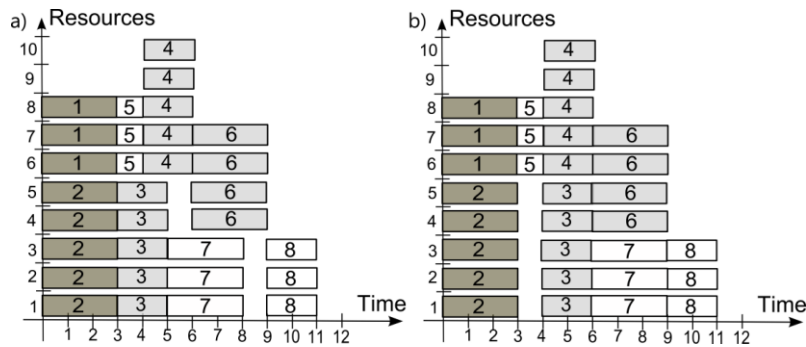 a) Resources b) Resources
10 4 4
9 4 4
8 1 5 4 8 1 5 4
7 1 5 4 6 7 1 5 4 6
6 1 5 4 6 6 1 5 4 6
5 2 3 6 5 2 3 6
4 2 3 6 4 2 3 6
3 2 3 7 8 3 2 3 7 8
2 2 3 7 8 2 2 3 7 8
1 2 3 7 8 Time 1 2 3 7 8 Time
1 2 3 4 5 6 7 8 9 10 11 12 1 2 3 4 5 6 7 8 9 10 11 12